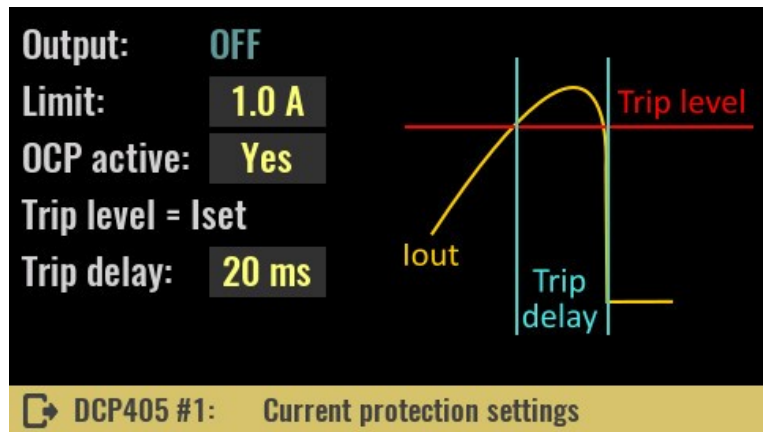 Output: OFF
Limit: 1.0 A
OCP active: Yes
Trip level = Iset
Trip delay: 20 ms
Trip level
Iout
Trip
delay
DCP405 #1: Current protection settings